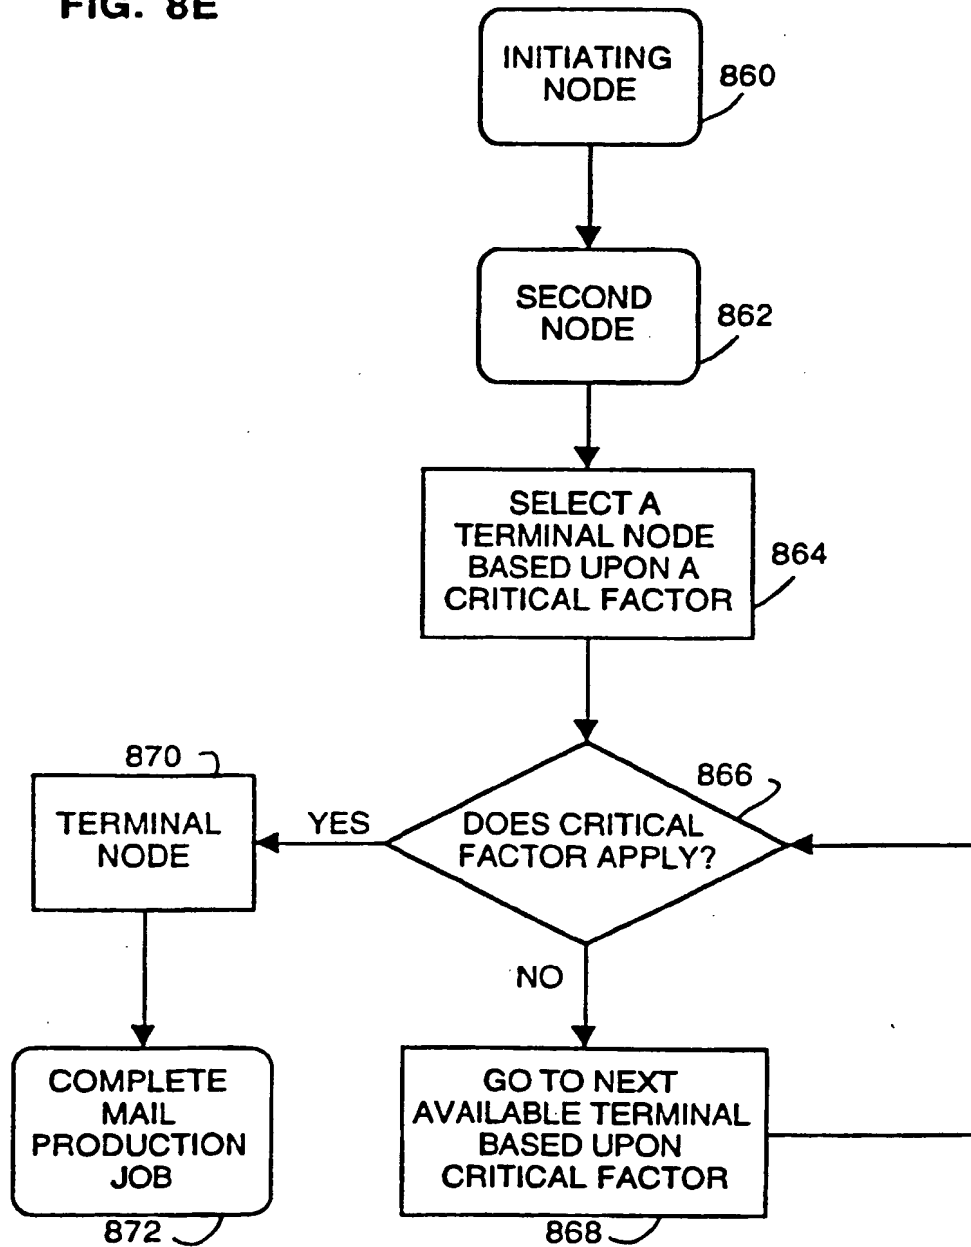 FIG. 8E
INITIATING
NODE
860
SECOND
NODE
862
SELECT A
TERMINAL NODE
BASED UPON A
CRITICAL FACTOR
864
870
866
TERMINAL
NODE
YES
DOES CRITICAL
FACTOR APPLY?
NO
COMPLETE
MAIL
PRODUCTION
JOB
872
GO TO NEXT
AVAILABLE TERMINAL
BASED UPON
CRITICAL FACTOR
868